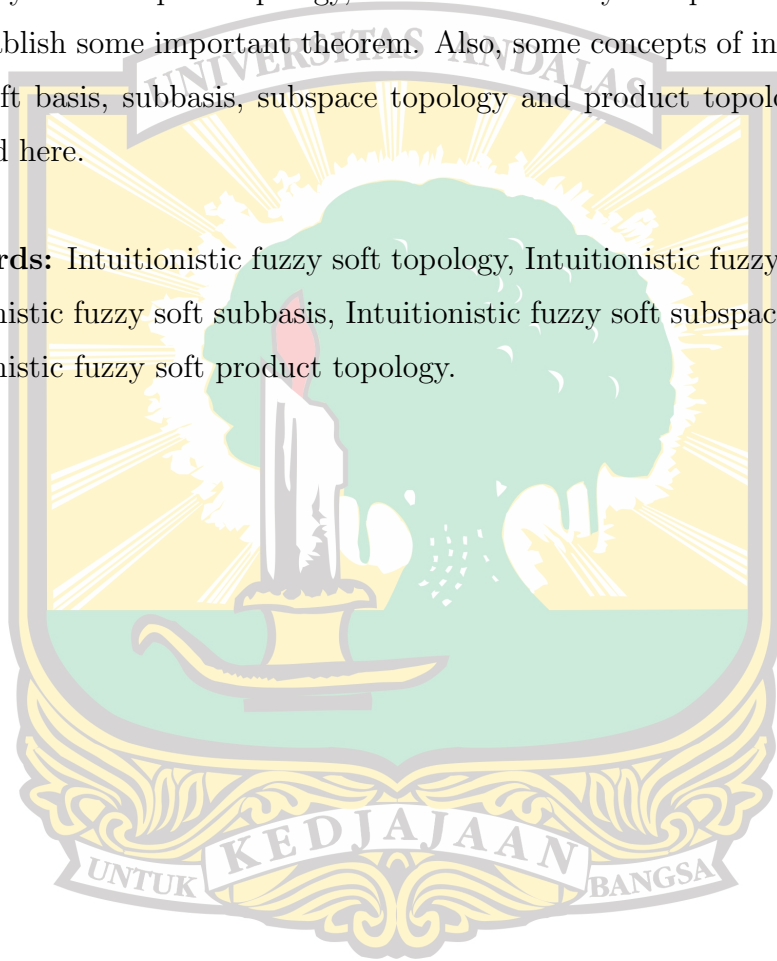 blish some important theorem. Also, some concepts of in
ft basis, subbasis, subspace topology and product topolo
d here.
rds: Intuitionistic fuzzy soft topology, Intuitionistic fuzzy
nistic fuzzy soft subbasis, Intuitionistic fuzzy soft subspac
nistic fuzzy soft product topology.
UNIVERSITAS ANDALAS
KEDJAJAAN
UNTUK
BANGSA